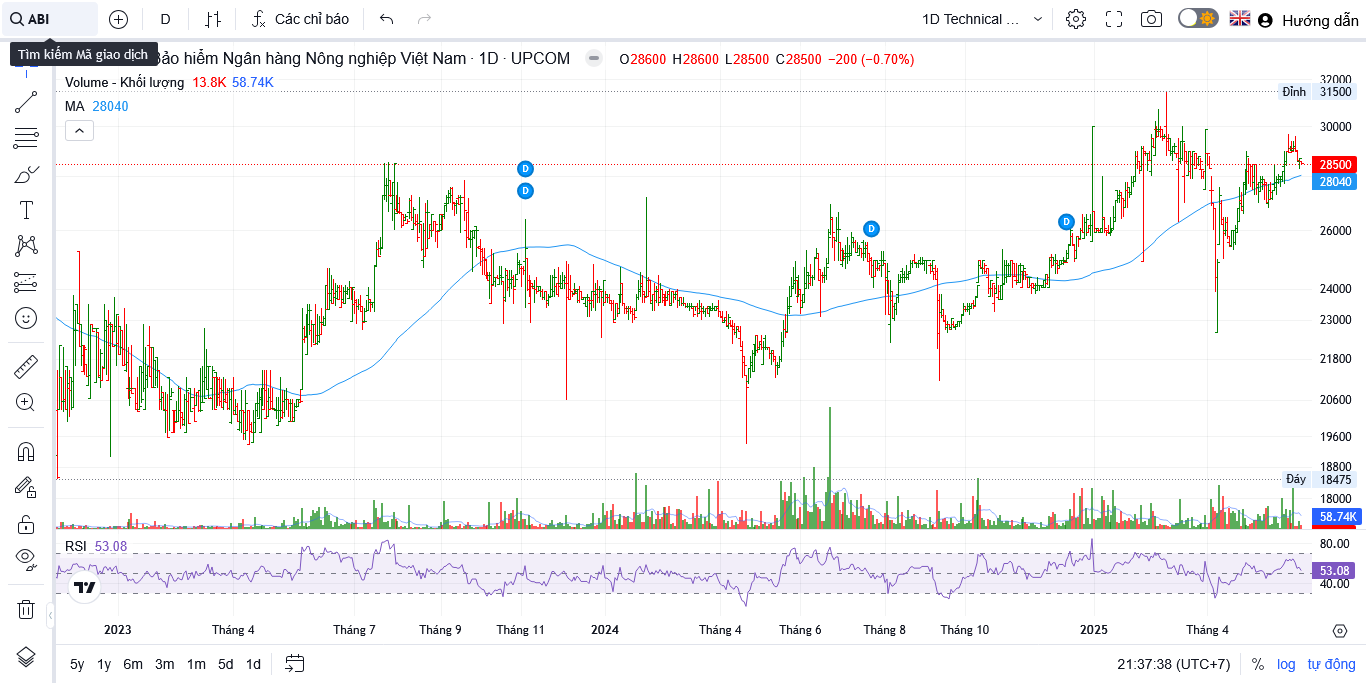 ABI
D
Các chỉ báo
1D Technical ...
Hướng dẫn
Tìm kiếm Mã giao dịch
Bảo hiểm Ngân hàng Nông nghiệp Việt Nam · 1D · UPCOM
O28600 H28600 L28500 C28500 −200 (−0.70%)
Volume - Khối lượng 13.8K 58.74K
MA 28040
32000
Đỉnh 31500
30000
28500
28040
26000
24000
23000
21800
20600
19600
18800
Đáy 18475
18000
58.74K
D
D
D
D
RSI 53.08
80.00
53.08
40.00
2023 Tháng 4 Tháng 7 Tháng 9 Tháng 11 2024 Tháng 4 Tháng 6 Tháng 8 Tháng 10 2025 Tháng 4
5y 1y 6m 3m 1m 5d 1d
21:37:38 (UTC+7) % log tự động